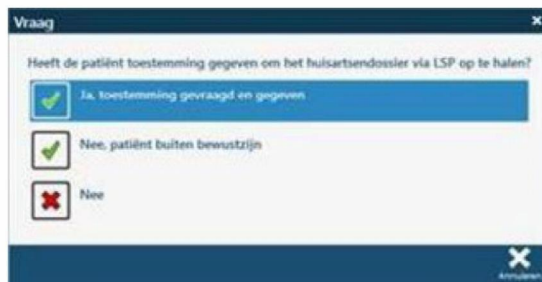 Vraag
Heeft de patiënt toestemming gegeven om het huisartsendossier via LSP op te halen?
Ja, toestemming gevraagd en gegeven
Nee, patiënt buiten bewustzijn
Nee
Annuleren